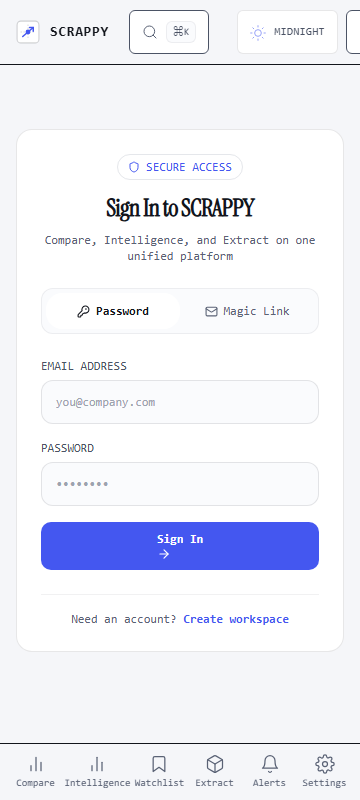 SCRAPPY
⌘K
MIDNIGHT
SECURE ACCESS
Sign In to SCRAPPY
Compare, Intelligence, and Extract on one
unified platform
Password
Magic Link
EMAIL ADDRESS
you@company.com
PASSWORD
••••••••
Sign In
→
Need an account? Create workspace
Compare
Intelligence
Watchlist
Extract
Alerts
Settings